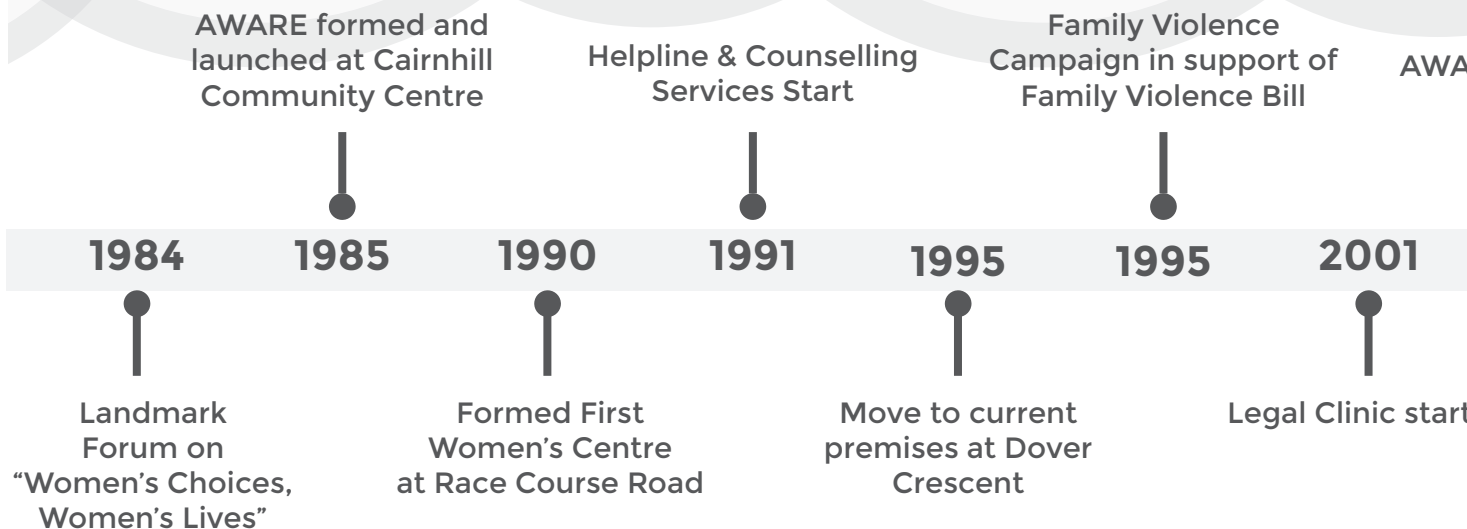 AWARE formed and
launched at Cairnhill
Community Centre
Helpline & Counselling
Services Start
Family Violence
Campaign in support of
Family Violence Bill
1984
1985
1990
1991
1995
1995
2001
Landmark
Forum on
“Women’s Choices,
Women’s Lives”
Formed First
Women’s Centre
at Race Course Road
Move to current
premises at Dover
Crescent
Legal Clinic start